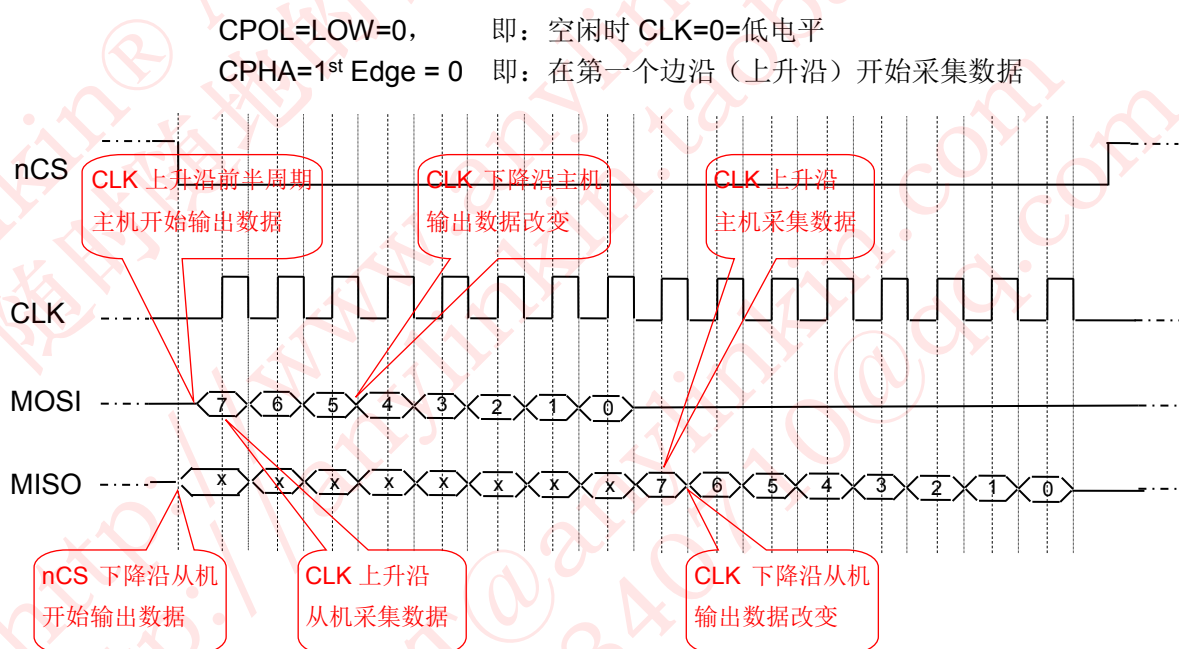 CPOL=LOW=0, 即:空闲时 CLK=0=低电平
CPHA=1st Edge = 0 即:在第一个边沿(上升沿)开始采集数据
nCS
CLK 上升沿前半周期
主机开始输出数据
CLK 下降沿主机
输出数据改变
CLK 上升沿
主机采集数据
CLK
MOSI
7 6 5 4 3 2 1 0
MISO
x x x x x x x x 7 6 5 4 3 2 1 0
nCS 下降沿从机
开始输出数据
CLK 上升沿
从机采集数据
CLK 下降沿从机
输出数据改变